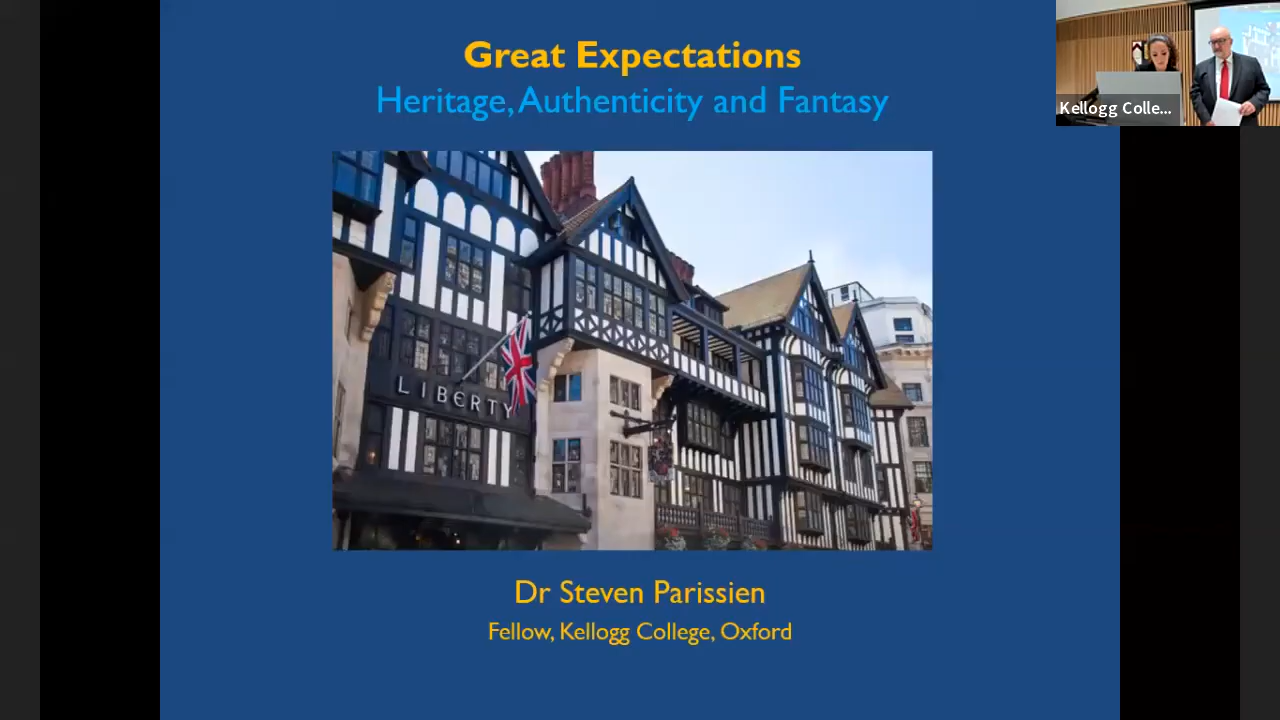 Great Expectations
Heritage, Authenticity and Fantasy
Kellogg Colle...
LIBERTY
Dr Steven Parissien
Fellow, Kellogg College, Oxford